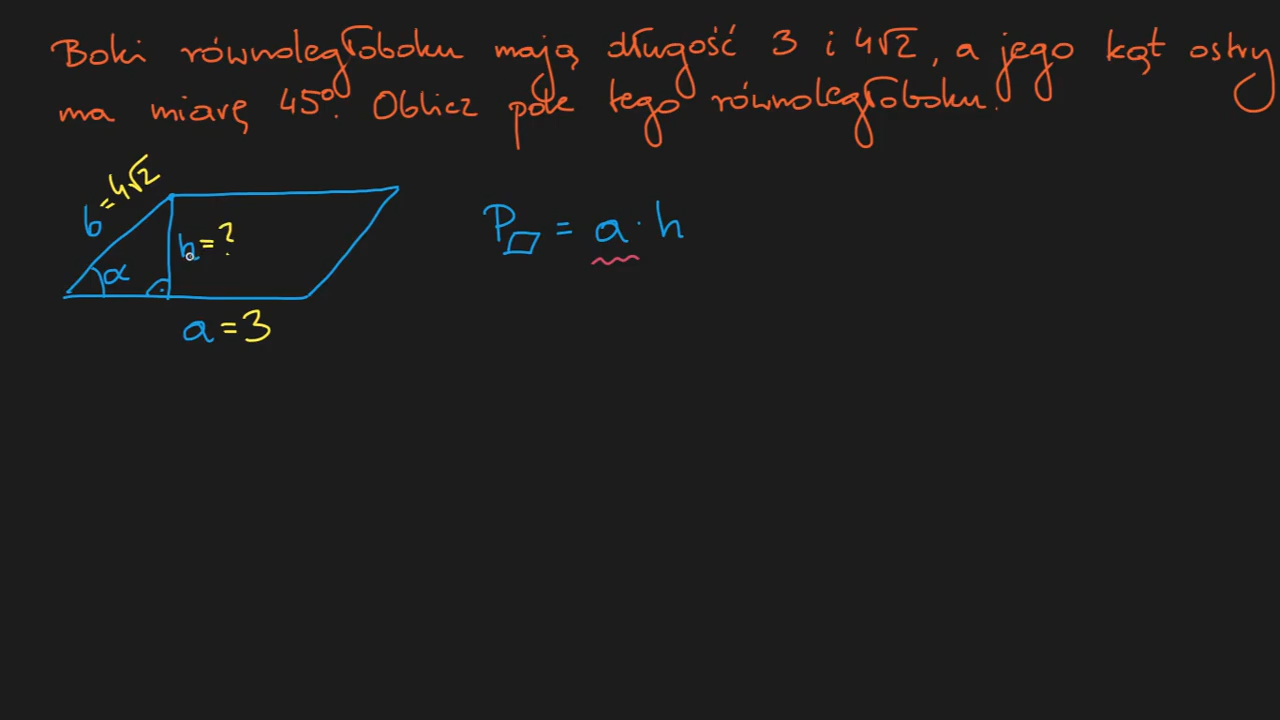 Boki równoległoboku mają długość 3 i 4√2, a jego kąt ostry
ma miarę 45°. Oblicz pole tego równoległoboku.
b = 4√2
h = ?
α
a = 3
P▱ = a · h